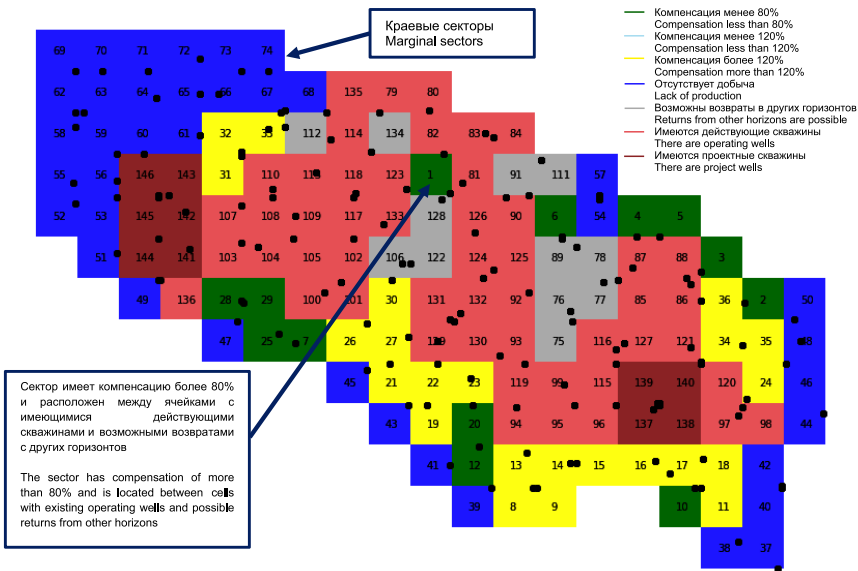 Краевые секторы
Marginal sectors
Компенсация менее 80%
Compensation less than 80%
Компенсация менее 120%
Compensation less than 120%
Компенсация более 120%
Compensation more than 120%
Отсутствует добыча
Lack of production
Возможны возвраты в других горизонтов
Returns from other horizons are possible
Имеются действующие скважины
There are operating wells
Имеются проектные скважины
There are project wells
69 70 71 72 73 74
62 63 64 65 66 67 68 135 79 80
58 59 60 61 32 33 112 114 134 82 83 84
55 56 146 143 31 110 113 118 123 1 81 91 111 57
52 53 145 142 107 108 109 117 133 128 126 90 6 54 4 5
51 144 141 103 104 105 102 106 122 124 125 89 78 87 88 3
49 136 28 29 100 101 30 131 132 92 76 77 85 86 36 2 50
47 25 7 26 27 129 130 93 75 116 127 121 34 35 48
45 21 22 23 119 99 115 139 140 120 24 46
43 19 20 94 95 96 137 138 97 98 44
41 12 13 14 15 16 17 18 42
39 8 9 10 11 40
38 37
Сектор имеет компенсацию более 80%
и расположен между ячейками с
имеющимися действующими
скважинами и возможными возвратами
с других горизонтов
The sector has compensation of more
than 80% and is located between cells
with existing operating wells and possible
returns from other horizons